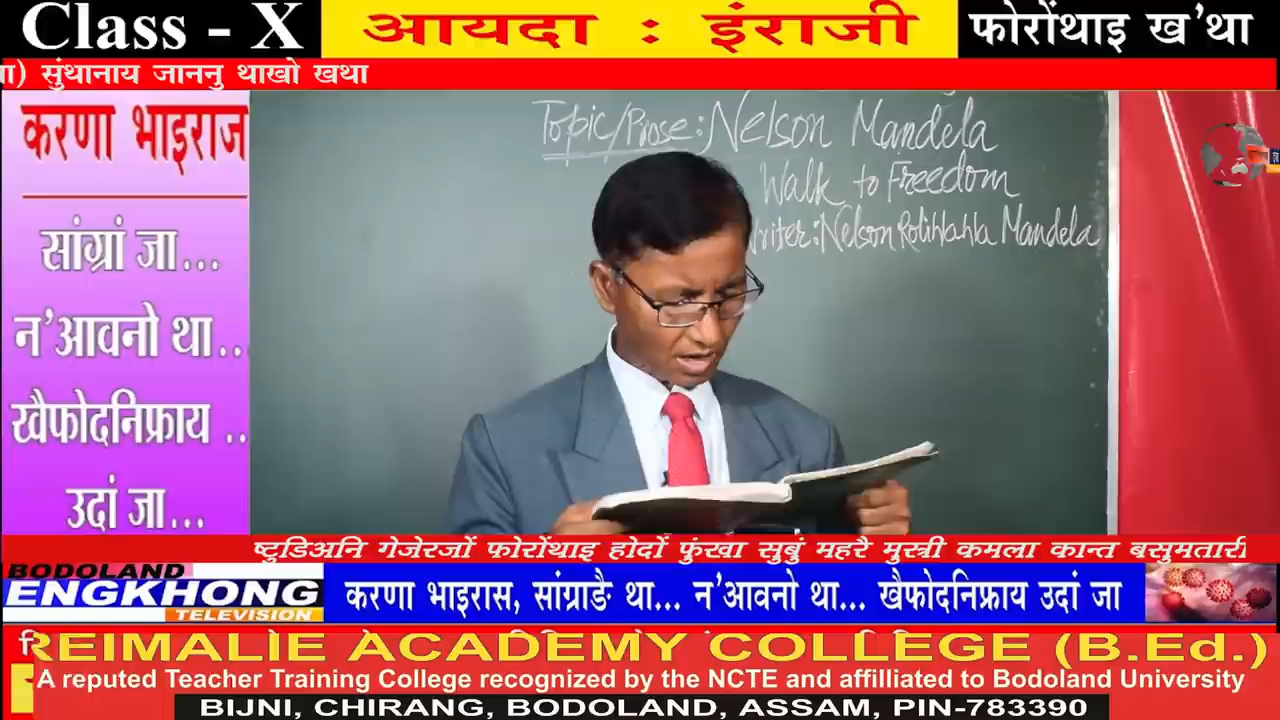 Class - X
आयदा : इंराजी
फोरोंथाइ ख'था
सुंथानाय जाननु थाखो खथा
करणा भाइराज
सांग्रां जा...
न'आवनो था..
खैफोदनिफ्राय ..
उदां जा...
Topic/Prose: Nelson Mandela
Walk to Freedom
riter: Nelson Rolihlahla Mandela
ष्टुडिअनि गेजेरजों फोरोंथाइ होदों फुंखा सुबुं महरै मुस्त्री कमला कान्त बसुमतारी
BODOLAND
ENGKHONG
TELEVISION
करणा भाइरास, सांग्राङै था... न'आवनो था... खैफोदनिफ्राय उदां जा
REIMALIE ACADEMY COLLEGE (B.Ed.)
A reputed Teacher Training College recognized by the NCTE and affilliated to Bodoland University
BIJNI, CHIRANG, BODOLAND, ASSAM, PIN-783390